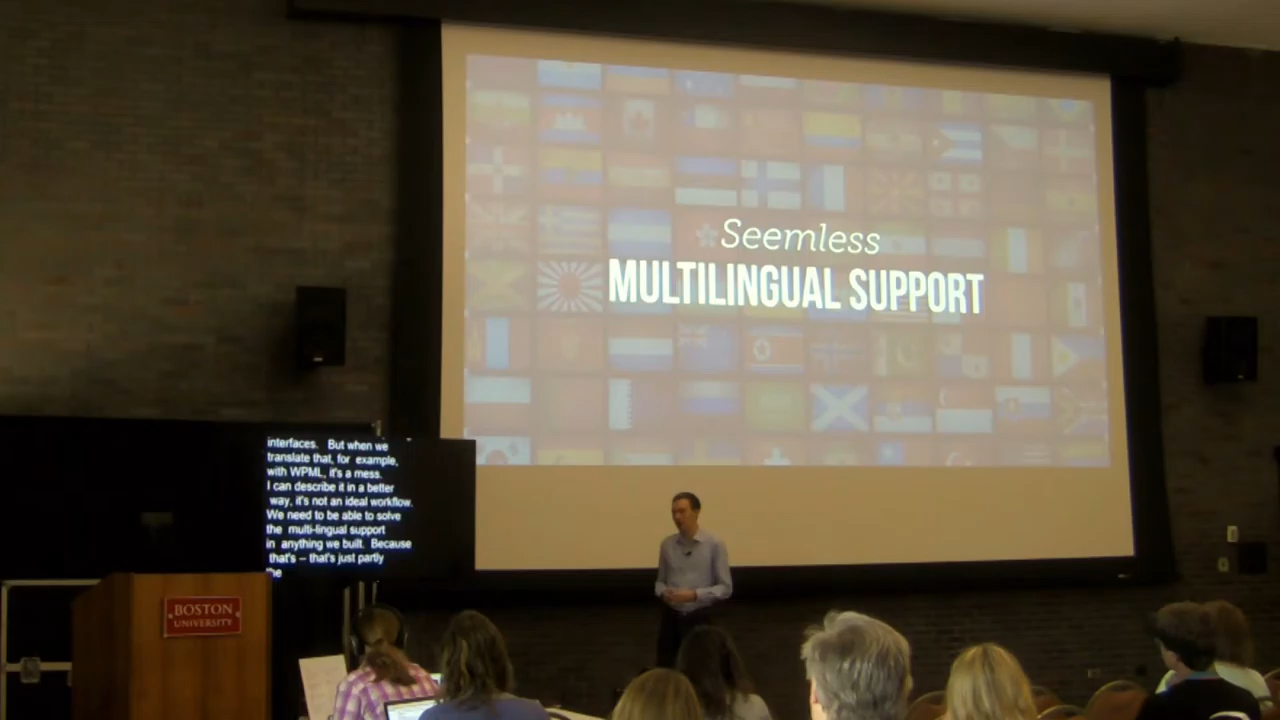 Seemless
MULTILINGUAL SUPPORT
interfaces. But when we
translate that, for example,
with WPML, it's a mess.
I can describe it in a better
way, it's not an ideal workflow.
We need to be able to solve
the multi-lingual support
in anything we built. Because
that's – that's just partly
the
BOSTON
UNIVERSITY